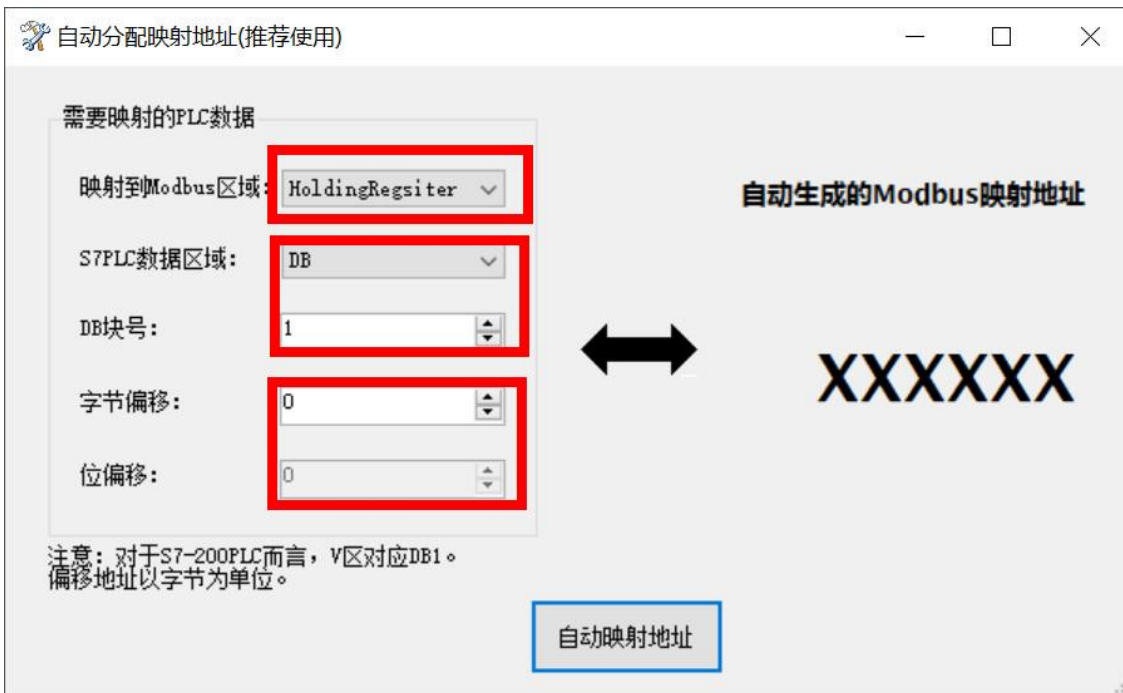 自动分配映射地址(推荐使用)
需要映射的PLC数据
映射到Modbus区域:
HoldingRegsiter
自动生成的Modbus映射地址
S7PLC数据区域:
DB
DB块号:
1
XXXXXX
字节偏移:
0
位偏移:
0
注意: 对于S7-200PLC而言，V区对应DB1。
偏移地址以字节为单位。
自动映射地址